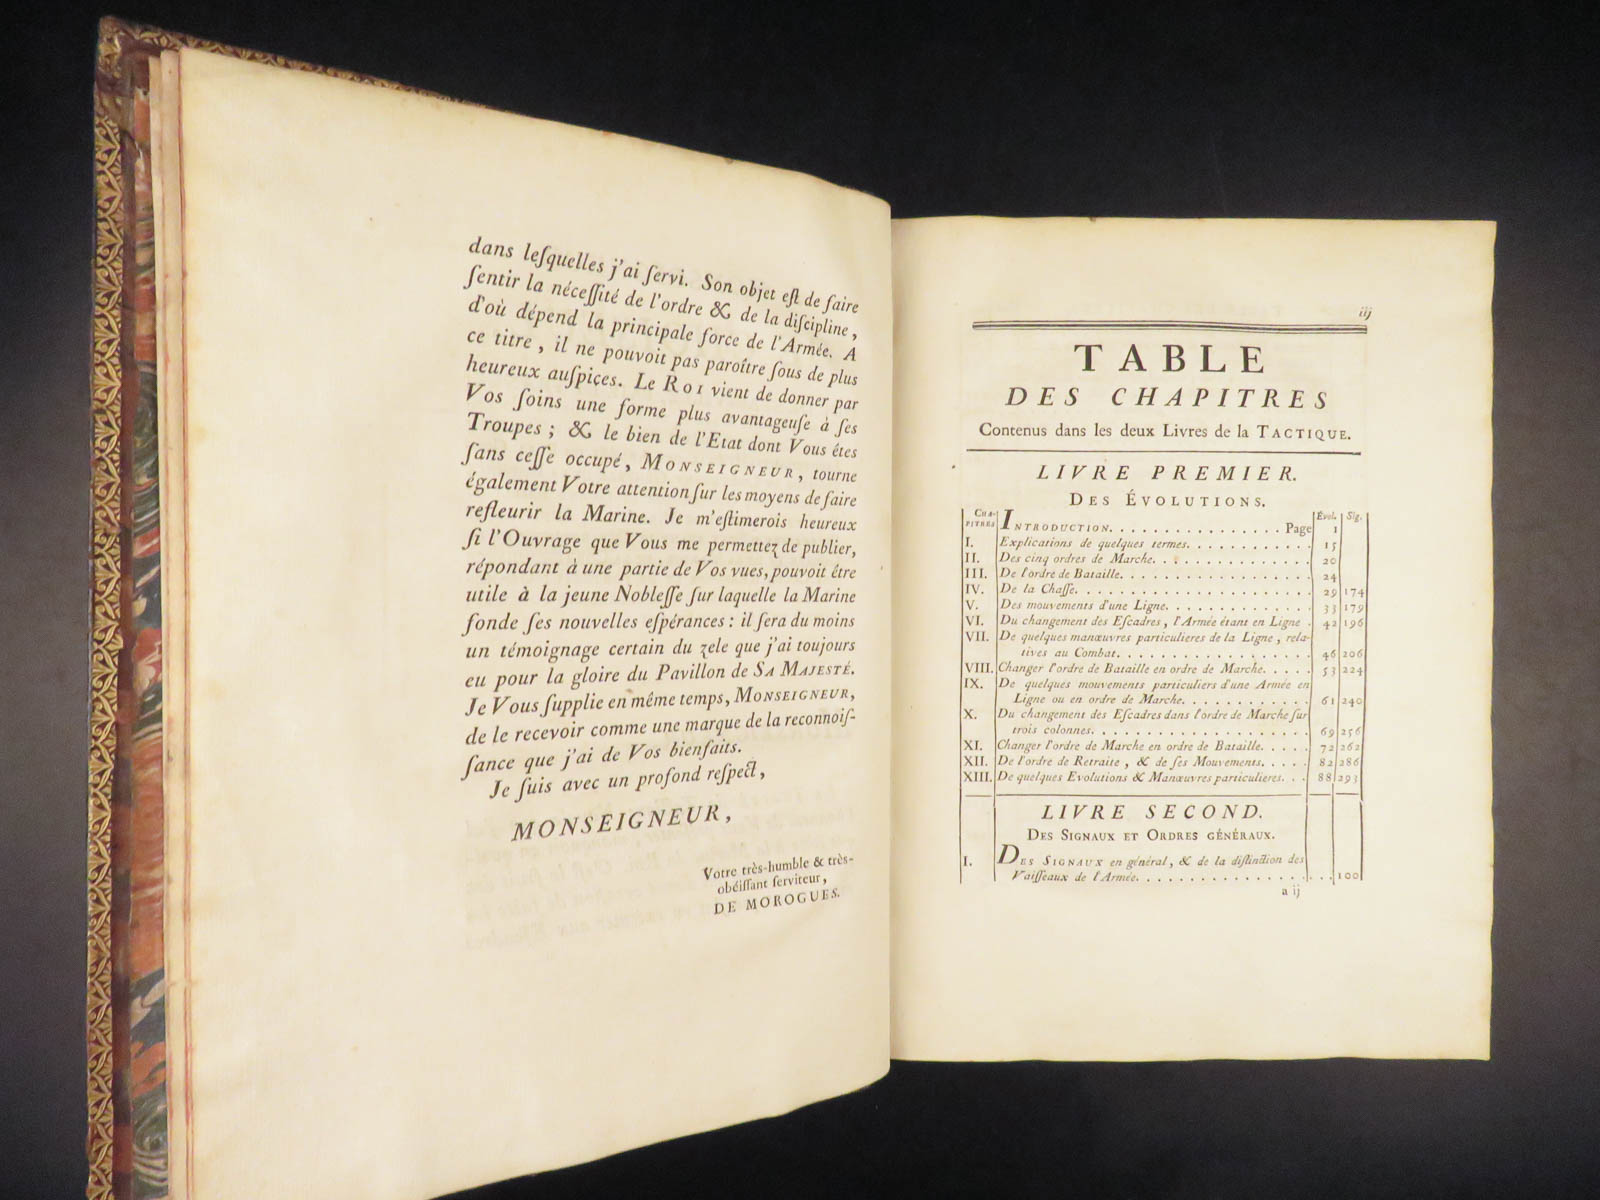 dans leſquelles j'ai ſervi. Son objet eſt de faire
ſentir la néceſſité de l'ordre & de la diſcipline,
d'où dépend la principale force de l'Armée. A
ce titre, il ne pouvoit pas paroître ſous de plus
heureux auſpices. LE ROI vient de donner par
Vos ſoins une forme plus avantageuſe à ſes
Troupes; & le bien de l'Etat dont Vous êtes
ſans ceſſe occupé, MONSEIGNEUR, tourne
également Votre attention ſur les moyens de faire
refleurir la Marine. Je m'eſtimerois heureux
ſi l'Ouvrage que Vous me permettez de publier,
répondant à une partie de Vos vues, pouvoit être
utile à la jeune Nobleſſe ſur laquelle la Marine
fonde ſes nouvelles eſpérances: il ſera du moins
un témoignage certain du zele que j'ai toujours
eu pour la gloire du Pavillon de SA MAJESTÉ.
Je Vous ſupplie en même temps, MONSEIGNEUR,
de le recevoir comme une marque de la reconnoiſ-
ſance que j'ai de Vos bienfaits.
Je ſuis avec un profond reſpect,
MONSEIGNEUR,
Votre très-humble & très-
obéiſſant ſerviteur,
DE MOROGUES.
iij
TABLE
DES CHAPITRES
Contenus dans les deux Livres de la TACTIQUE.
LIVRE PREMIER.
DES ÉVOLUTIONS.
CHA-PITRES Évol. Sig.
INTRODUCTION. Page 1
I. Explications de quelques termes. 15
II. Des cinq ordres de Marche. 20
III. De l'ordre de Bataille. 24
IV. De la Chaſſe. 29 174
V. Des mouvements d'une Ligne. 33 179
VI. Du changement des Eſcadres, l'Armée étant en Ligne. 42 196
VII. De quelques manœuvres particulieres de la Ligne, rela-
tives au Combat. 46 206
VIII. Changer l'ordre de Bataille en ordre de Marche. 53 224
IX. De quelques mouvements particuliers d'une Armée en
Ligne ou en ordre de Marche. 61 240
X. Du changement des Eſcadres dans l'ordre de Marche ſur
trois colonnes. 69 256
XI. Changer l'ordre de Marche en ordre de Bataille. 72 262
XII. De l'ordre de Retraite, & de ſes Mouvements. 82 286
XIII. De quelques Evolutions & Manœuvres particulieres. 88 293
LIVRE SECOND.
DES SIGNAUX ET ORDRES GÉNÉRAUX.
I. DES SIGNAUX en général, & de la diſtinction des
Vaiſſeaux de l'Armée. 100
a ij